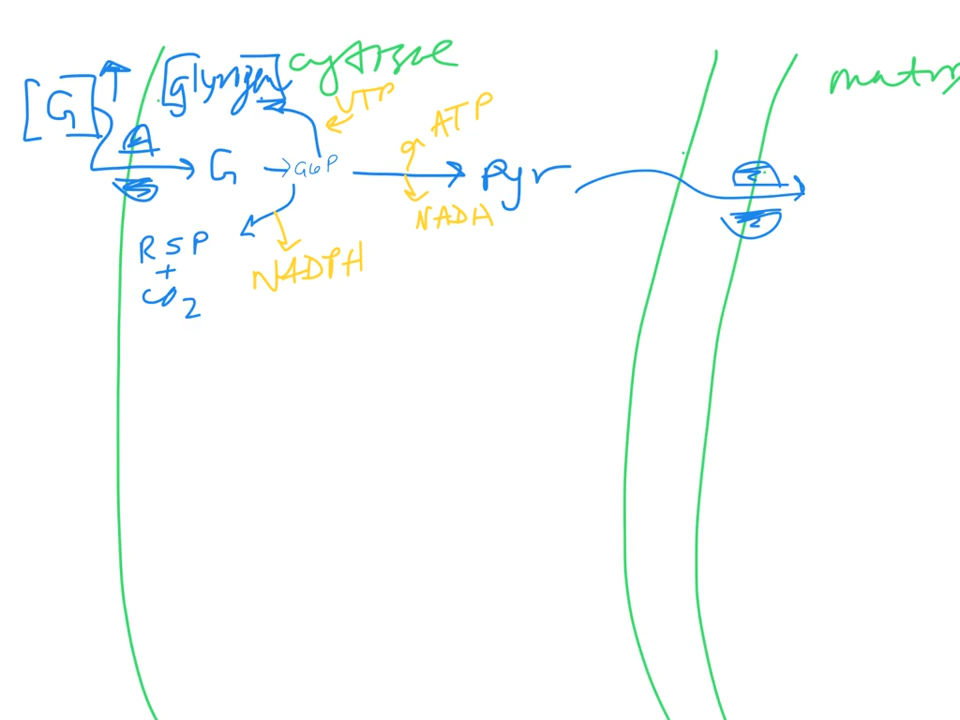 [G] ↑
[glycogen]
cytosol
matrix
UTP
ATP
G → G6P → Pyr
NADH
R5P
+
CO2
NADPH